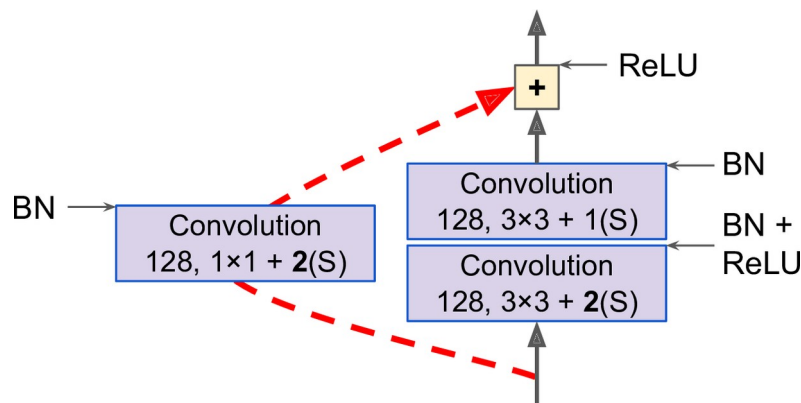 +
ReLU
Convolution
128, 3×3 + 1(S)
BN
BN
Convolution
128, 1×1 + 2(S)
BN +
ReLU
Convolution
128, 3×3 + 2(S)